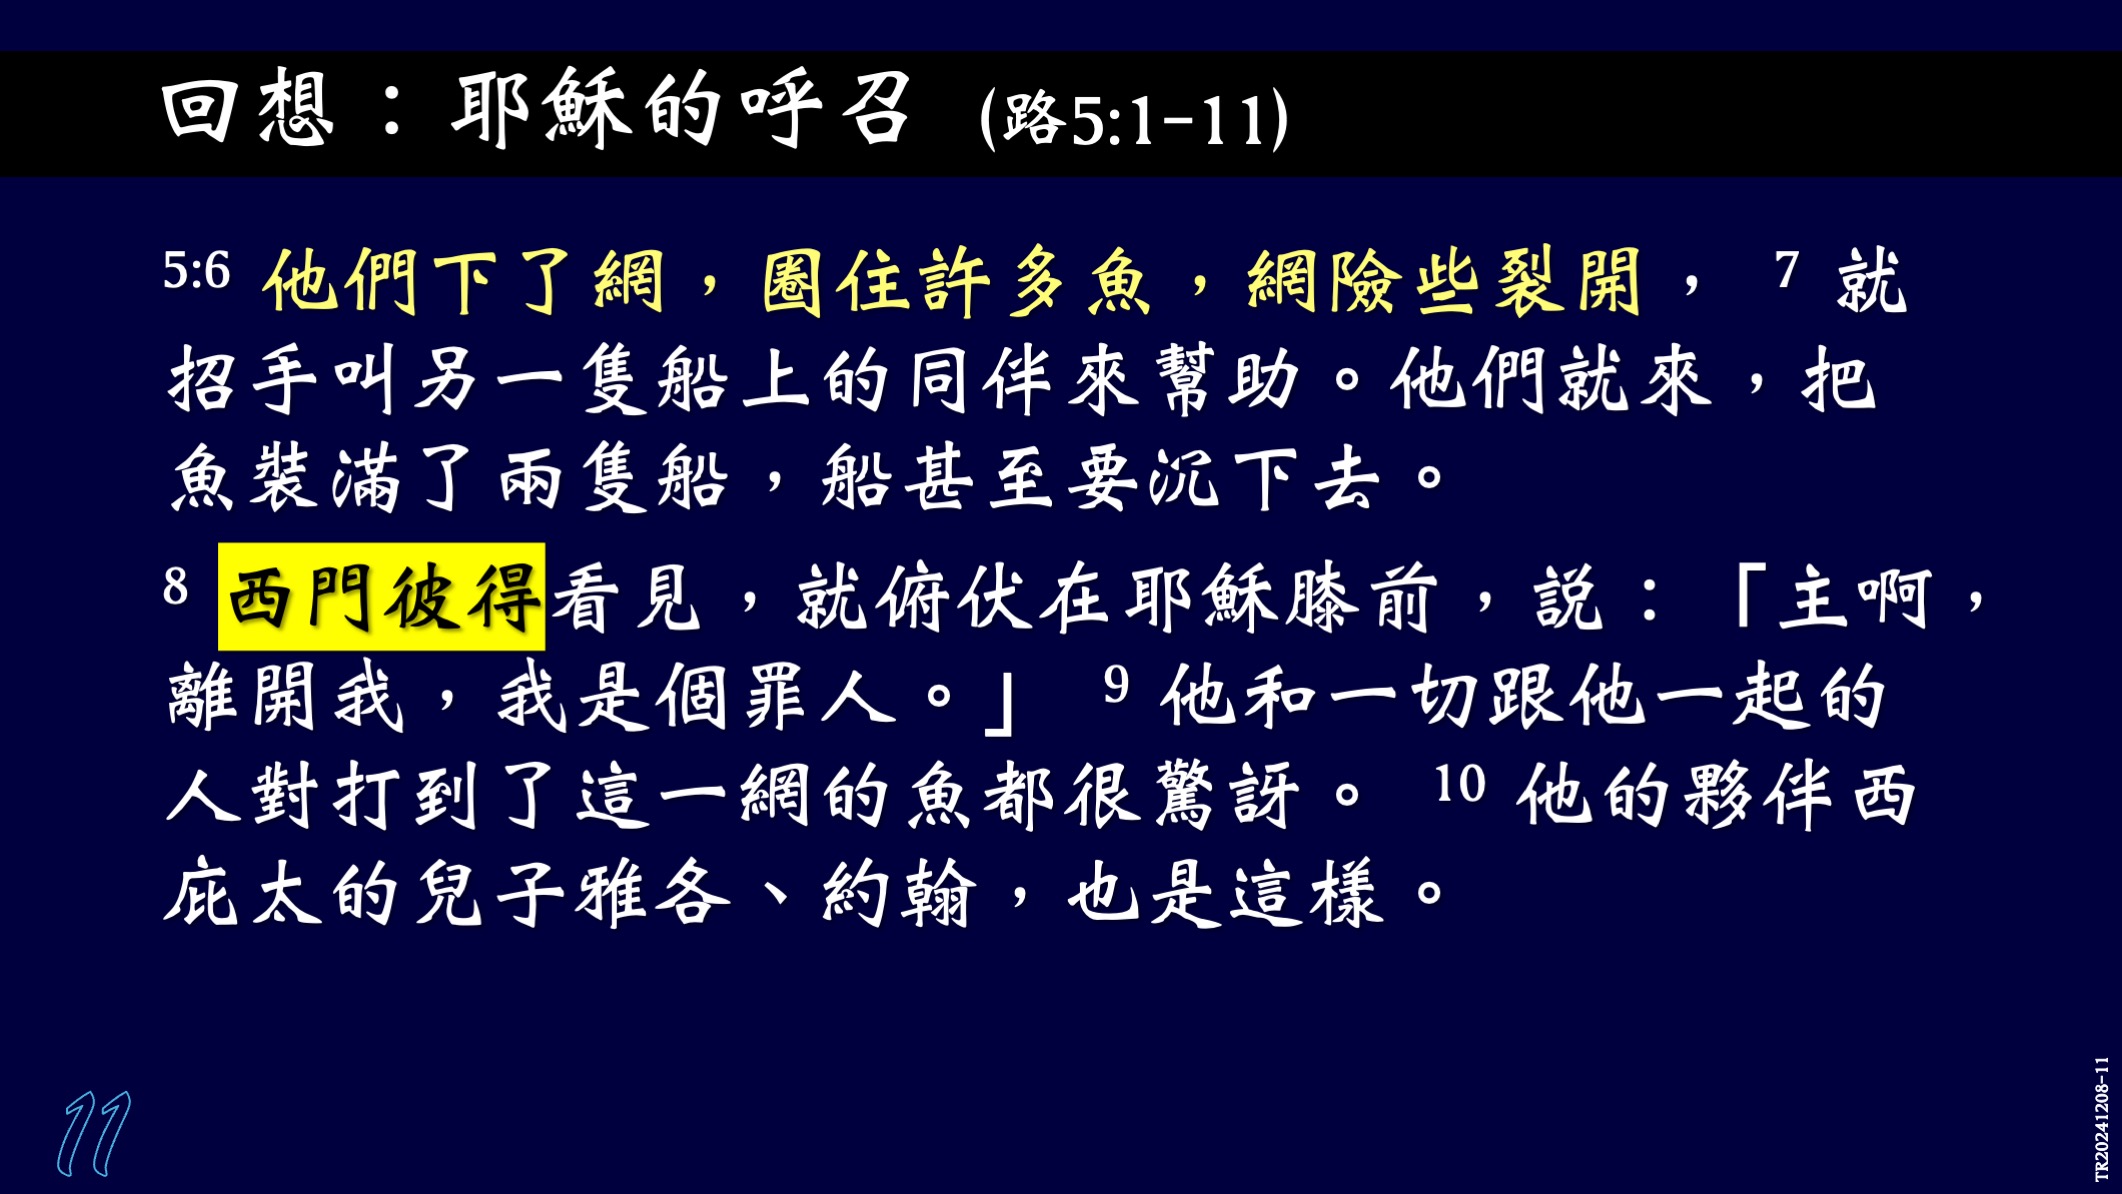 回想：耶穌的呼召 (路5:1-11)
5:6 他們下了網，圈住許多魚，網險些裂開， 7 就
招手叫另一隻船上的同伴來幫助。他們就來，把
魚裝滿了兩隻船，船甚至要沉下去。
8 西門彼得看見，就俯伏在耶穌膝前，説：「主啊，
離開我，我是個罪人。」 9 他和一切跟他一起的
人對打到了這一網的魚都很驚訝。 10 他的夥伴西
庇太的兒子雅各、約翰，也是這樣。
11
TR20241208-11